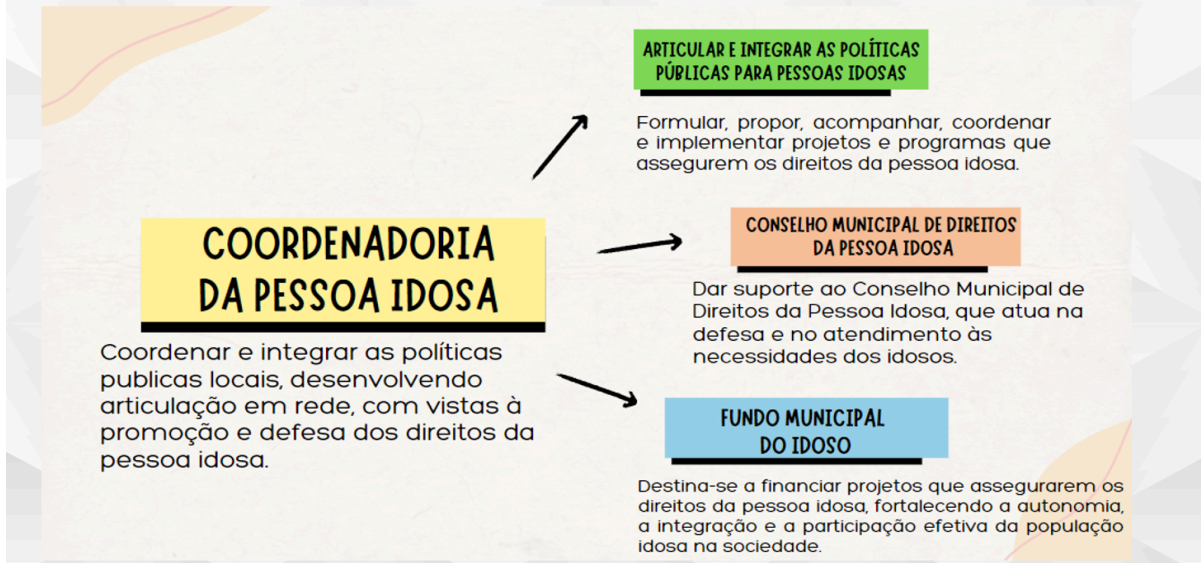 COORDENADORIA
DA PESSOA IDOSA
Coordenar e integrar as políticas
publicas locais, desenvolvendo
articulação em rede, com vistas à
promoção e defesa dos direitos da
pessoa idosa.
ARTICULAR E INTEGRAR AS POLÍTICAS
PÚBLICAS PARA PESSOAS IDOSAS
Formular, propor, acompanhar, coordenar
e implementar projetos e programas que
assegurem os direitos da pessoa idosa.
CONSELHO MUNICIPAL DE DIREITOS
DA PESSOA IDOSA
Dar suporte ao Conselho Municipal de
Direitos da Pessoa Idosa, que atua na
defesa e no atendimento às
necessidades dos idosos.
FUNDO MUNICIPAL
DO IDOSO
Destina-se a financiar projetos que assegurarem os
direitos da pessoa idosa, fortalecendo a autonomia,
a integração e a participação efetiva da população
idosa na sociedade.